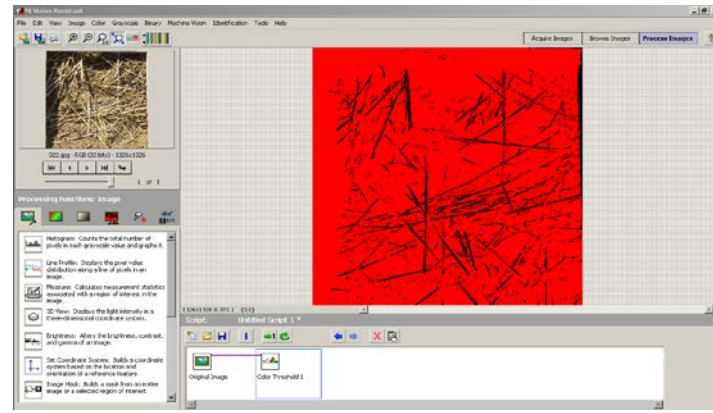 NI Vision Assistant
File Edit View Image Color Grayscale Binary Machine Vision Identification Tools Help
Acquire Images Browse Images Process Images
022.jpg - RGB (32 bits) - 1326x1326
1 of 1
Processing Functions: Image
Histogram: Counts the total number of
pixels in each grayscale value and graphs it.
Line Profile: Displays the pixel value
distribution along a line of pixels in an
image.
Measure: Calculates measurement statistics
associated with a region of interest in the
image.
3D View: Displays the light intensity in a
three-dimensional coordinate system.
Brightness: Alters the brightness, contrast,
and gamma of an image.
Set Coordinate System: Builds a coordinate
system based on the location and
orientation of a reference feature.
Image Mask: Builds a mask from an entire
image or a selected region of interest.
1326x1326 (0,0)
Script: Untitled Script 1 *
Original Image Color Threshold 1